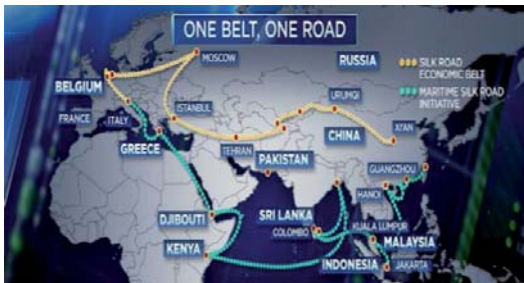 ONE BELT, ONE ROAD
MOSCOW
RUSSIA
SILK ROAD
ECONOMIC BELT
BELGIUM
MARITIME SILK ROAD
INITIATIVE
URUMQI
FRANCE
ITALY
ISTANBUL
XI'AN
GREECE
TEHRAN
CHINA
PAKISTAN
GUANGZHOU
HANOI
DJIBOUTI
SRI LANKA
COLOMBO
KUALA LUMPUR
MALAYSIA
KENYA
INDONESIA
JAKARTA